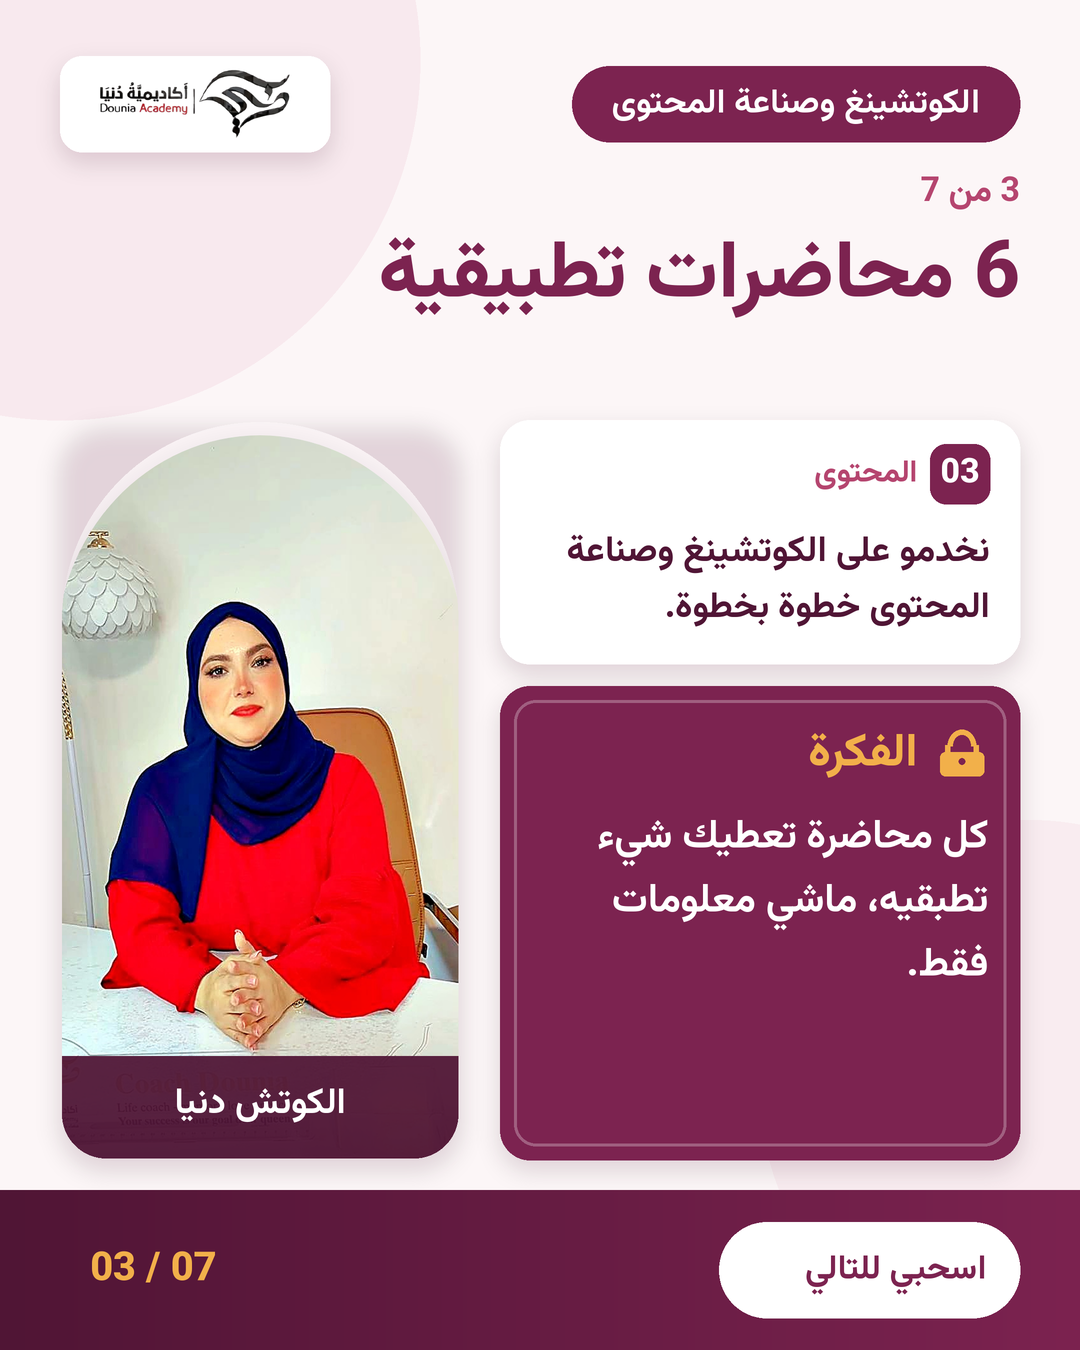 الكوتشينغ وصناعة المحتوى
أكاديميَّةُ دُنيَا
Dounia Academy
3 من 7
6 محاضرات تطبيقية
03 المحتوى
نخدمو على الكوتشينغ وصناعة
المحتوى خطوة بخطوة.
الفكرة
كل محاضرة تعطيك شيء
تطبقيه، ماشي معلومات
فقط.
الكوتش دنيا
اسحبي للتالي
03 / 07